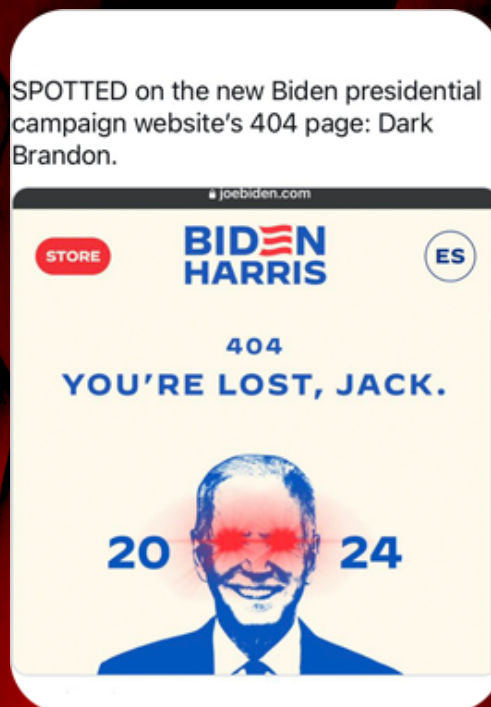 SPOTTED on the new Biden presidential
campaign website’s 404 page: Dark
Brandon.
joebiden.com
STORE
BIDEN
HARRIS
ES
404
YOU’RE LOST, JACK.
20 24